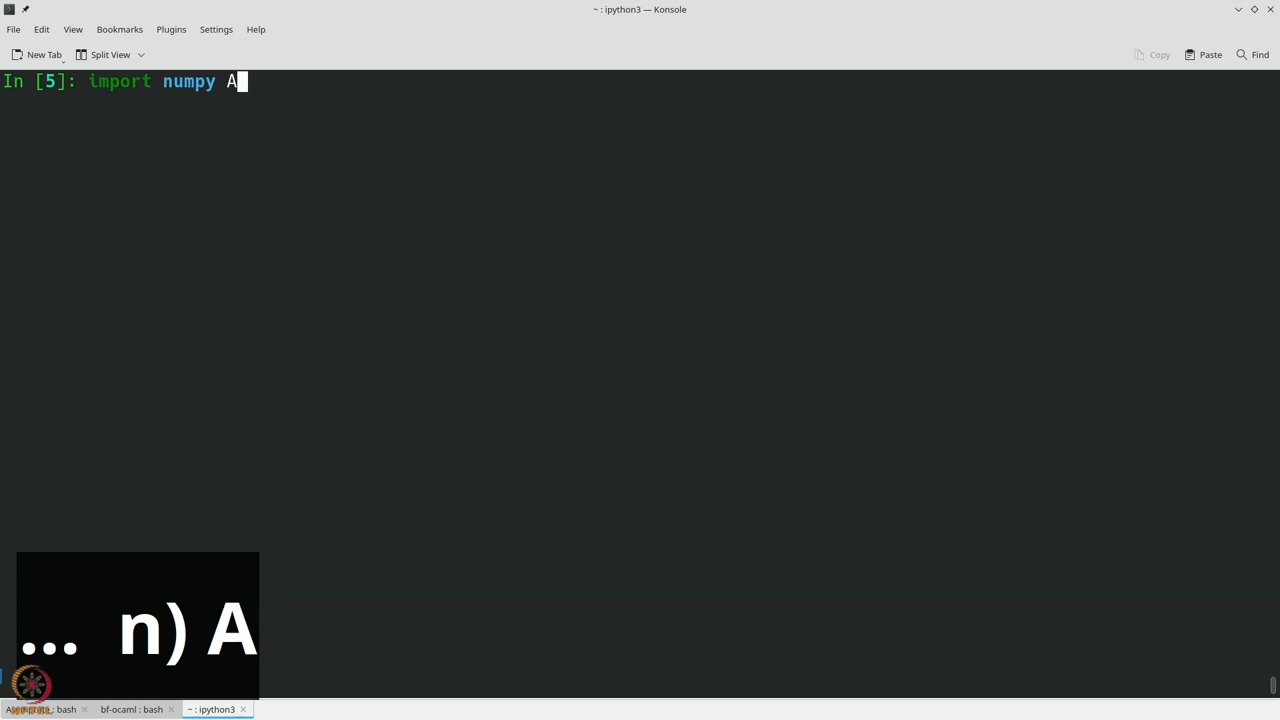 ~ : ipython3 — Konsole
File Edit View Bookmarks Plugins Settings Help
New Tab Split View Copy Paste Find
In [5]: import numpy A
... n) A
NPTEL
: bash bf-ocaml : bash ~ : ipython3